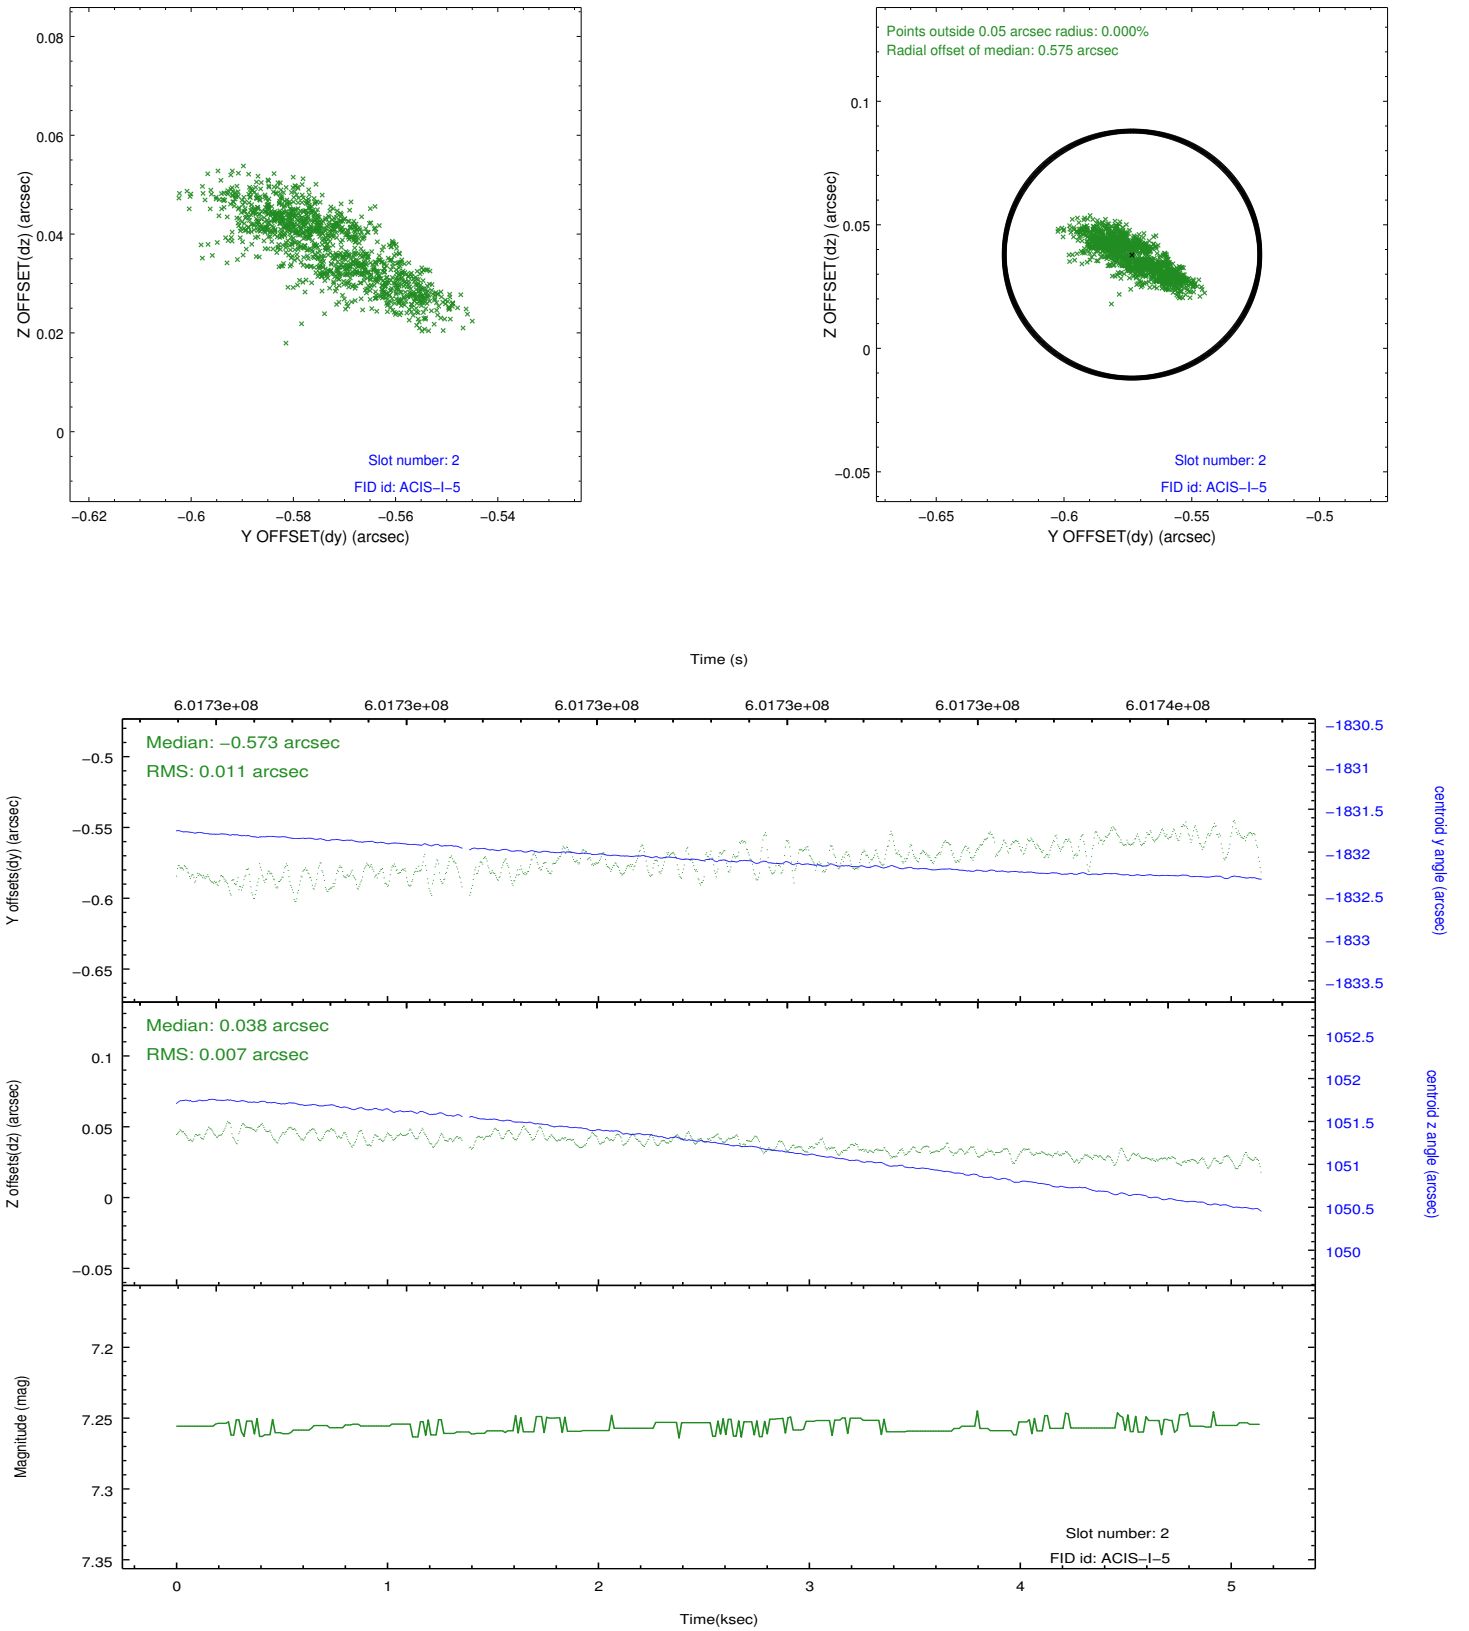 0.08
0.06
0.04
0.02
0
Z OFFSET(dz) (arcsec)
Slot number: 2
FID id: ACIS−I−5
−0.62 −0.6 −0.58 −0.56 −0.54
Y OFFSET(dy) (arcsec)
Points outside 0.05 arcsec radius: 0.000%
Radial offset of median: 0.575 arcsec
0.1
0.05
0
−0.05
Z OFFSET(dz) (arcsec)
Slot number: 2
FID id: ACIS−I−5
−0.65 −0.6 −0.55 −0.5
Y OFFSET(dy) (arcsec)
Time (s)
6.0173e+08 6.0173e+08 6.0173e+08 6.0173e+08 6.0173e+08 6.0174e+08
Median: −0.573 arcsec
RMS: 0.011 arcsec
−0.5
−0.55
−0.6
−0.65
Y offsets(dy) (arcsec)
−1830.5
−1831
−1831.5
−1832
−1832.5
−1833
−1833.5
centroid y angle (arcsec)
Median: 0.038 arcsec
RMS: 0.007 arcsec
0.1
0.05
0
−0.05
Z offsets(dz) (arcsec)
1052.5
1052
1051.5
1051
1050.5
1050
centroid z angle (arcsec)
7.2
7.25
7.3
7.35
Magnitude (mag)
Slot number: 2
FID id: ACIS−I−5
0 1 2 3 4 5
Time(ksec)